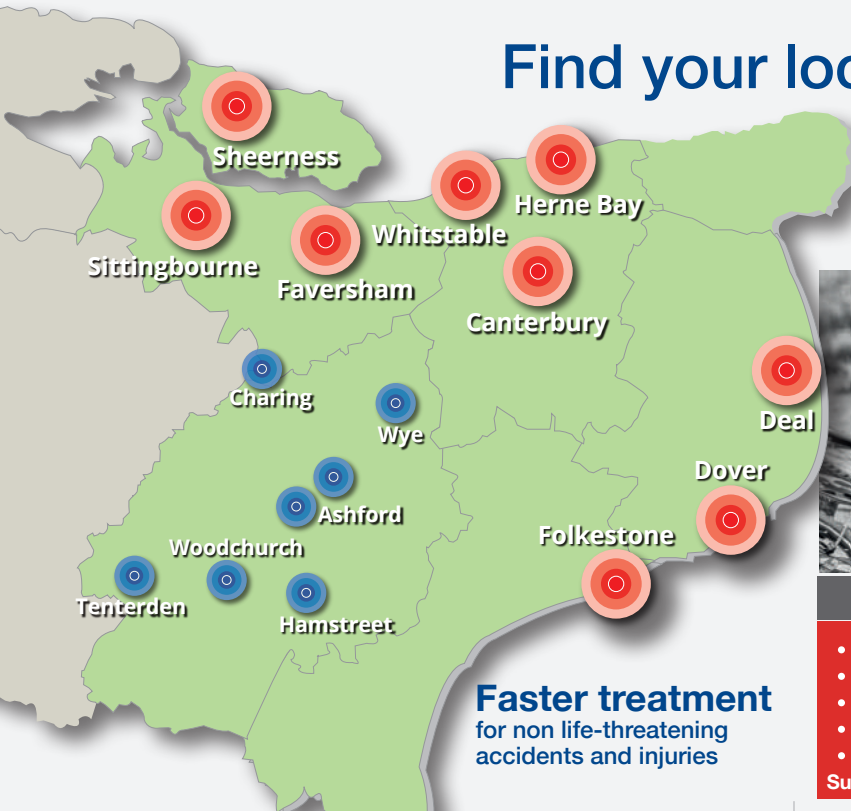 Find your
Sheerness
Herne Bay
Whitstable
Sittingbourne
Faversham
Canterbury
Charing
Wye
Deal
Dover
Ashford
Folkestone
Woodchurch
Tenterden
Hamstreet
Faster treatment
for non life-threatening
accidents and injuries